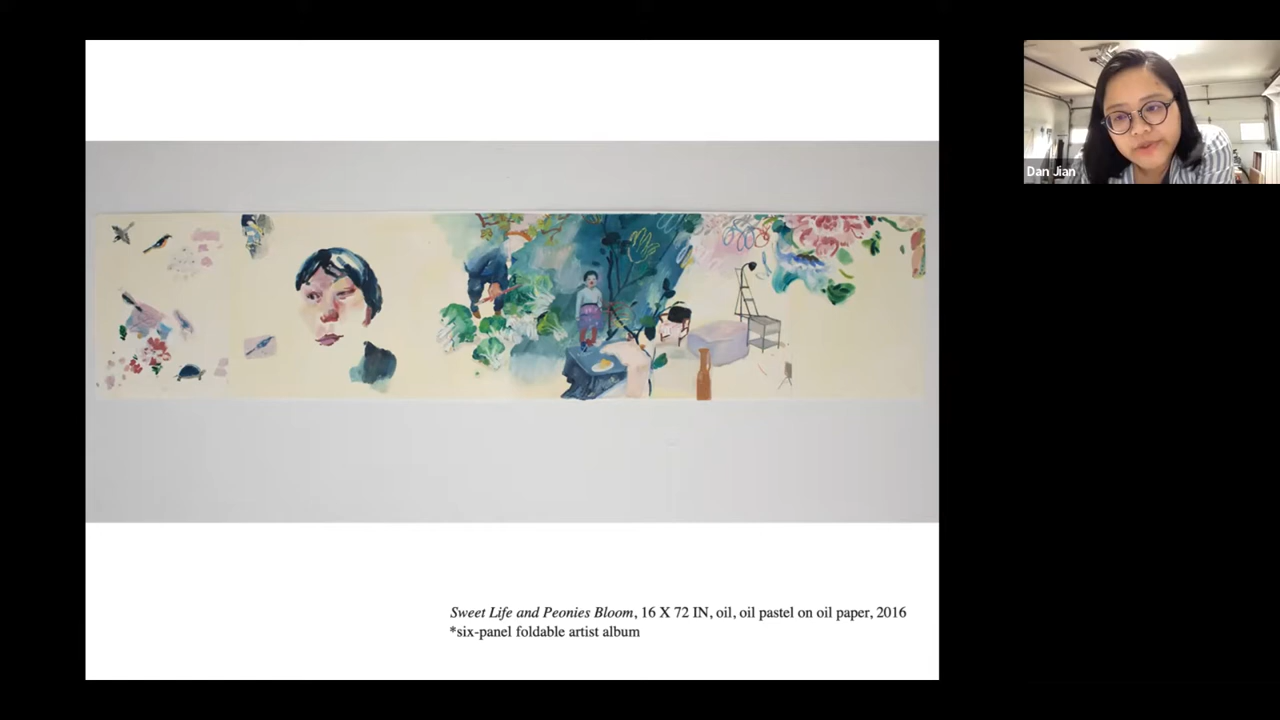 Dan Jian
Sweet Life and Peonies Bloom, 16 X 72 IN, oil, oil pastel on oil paper, 2016
*six-panel foldable artist album